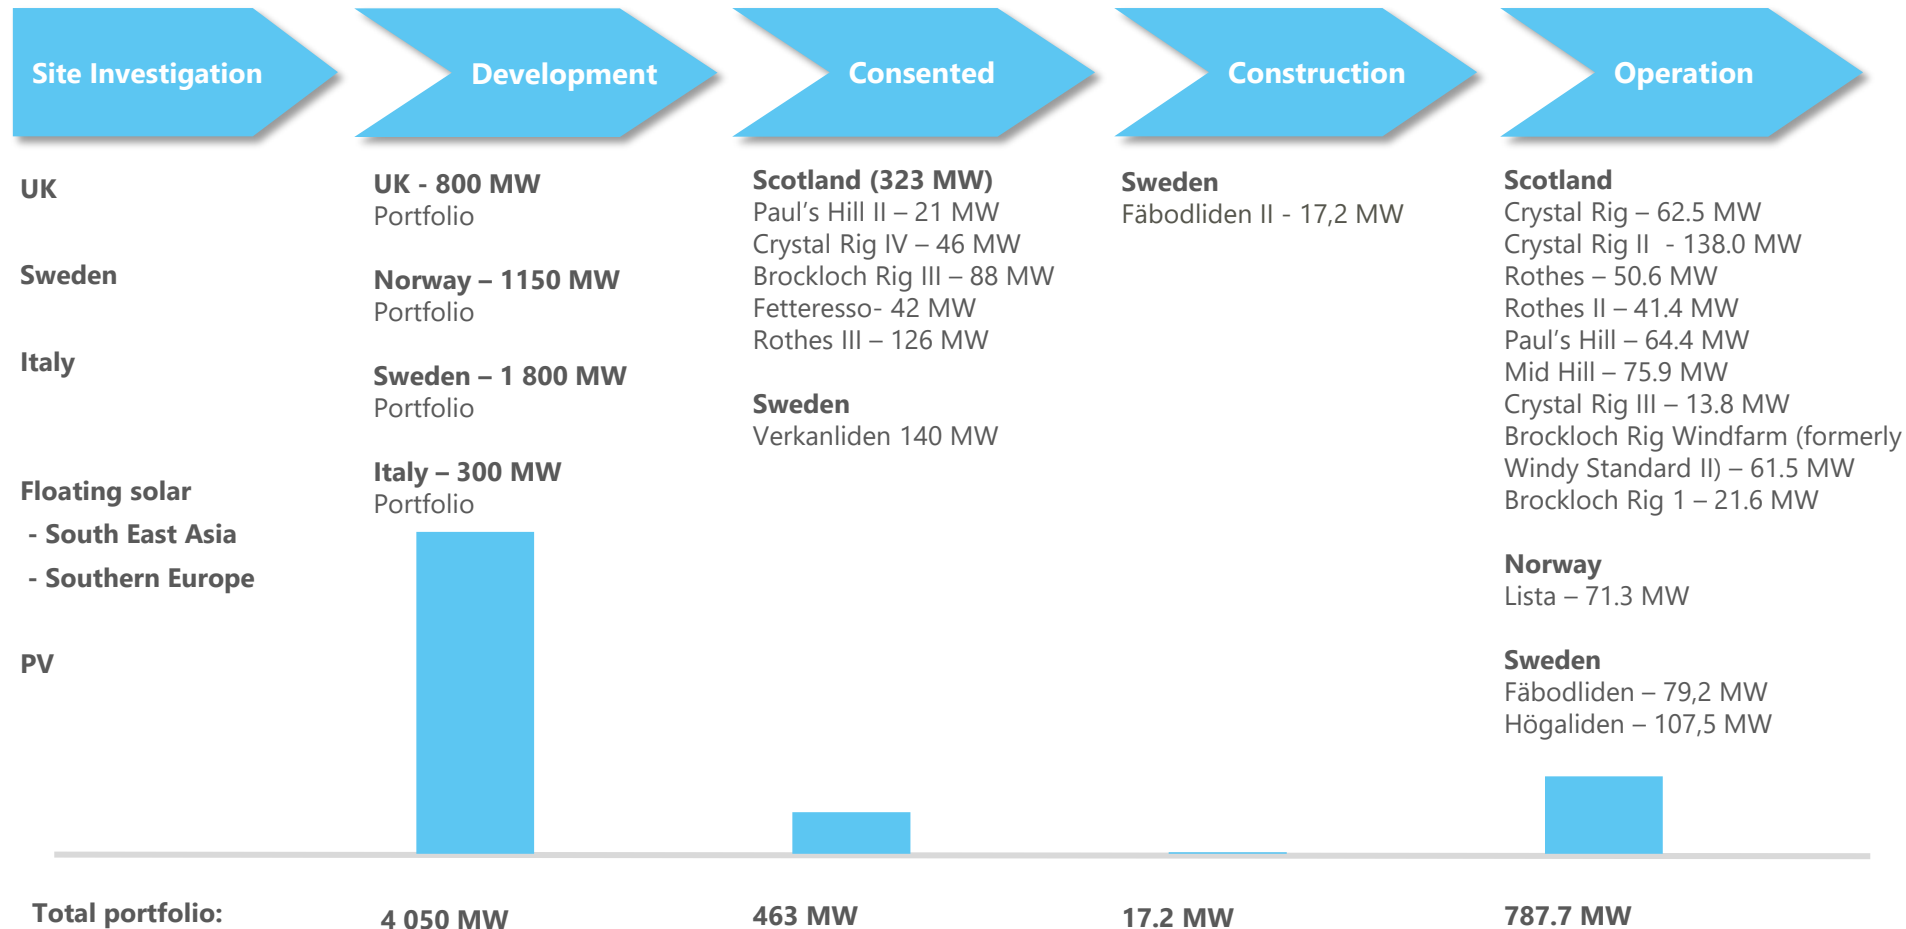 Site Investigation
Development
Consented
Construction
Operation
UK
Sweden
Italy
Floating solar
- South East Asia
- Southern Europe
PV
UK - 800 MW
Portfolio
Norway – 1150 MW
Portfolio
Sweden – 1 800 MW
Portfolio
Italy – 300 MW
Portfolio
Scotland (323 MW)
Paul's Hill II – 21 MW
Crystal Rig IV – 46 MW
Brockloch Rig III – 88 MW
Fetteresso- 42 MW
Rothes III – 126 MW
Sweden
Verkanliden 140 MW
Sweden
Fäbodliden II - 17,2 MW
Scotland
Crystal Rig – 62.5 MW
Crystal Rig II  - 138.0 MW
Rothes – 50.6 MW
Rothes II – 41.4 MW
Paul's Hill – 64.4 MW
Mid Hill – 75.9 MW
Crystal Rig III – 13.8 MW
Brockloch Rig Windfarm (formerly
Windy Standard II) – 61.5 MW
Brockloch Rig 1 – 21.6 MW
Norway
Lista – 71.3 MW
Sweden
Fäbodliden – 79,2 MW
Högaliden – 107,5 MW
Total portfolio:
4 050 MW
463 MW
17.2 MW
787.7 MW